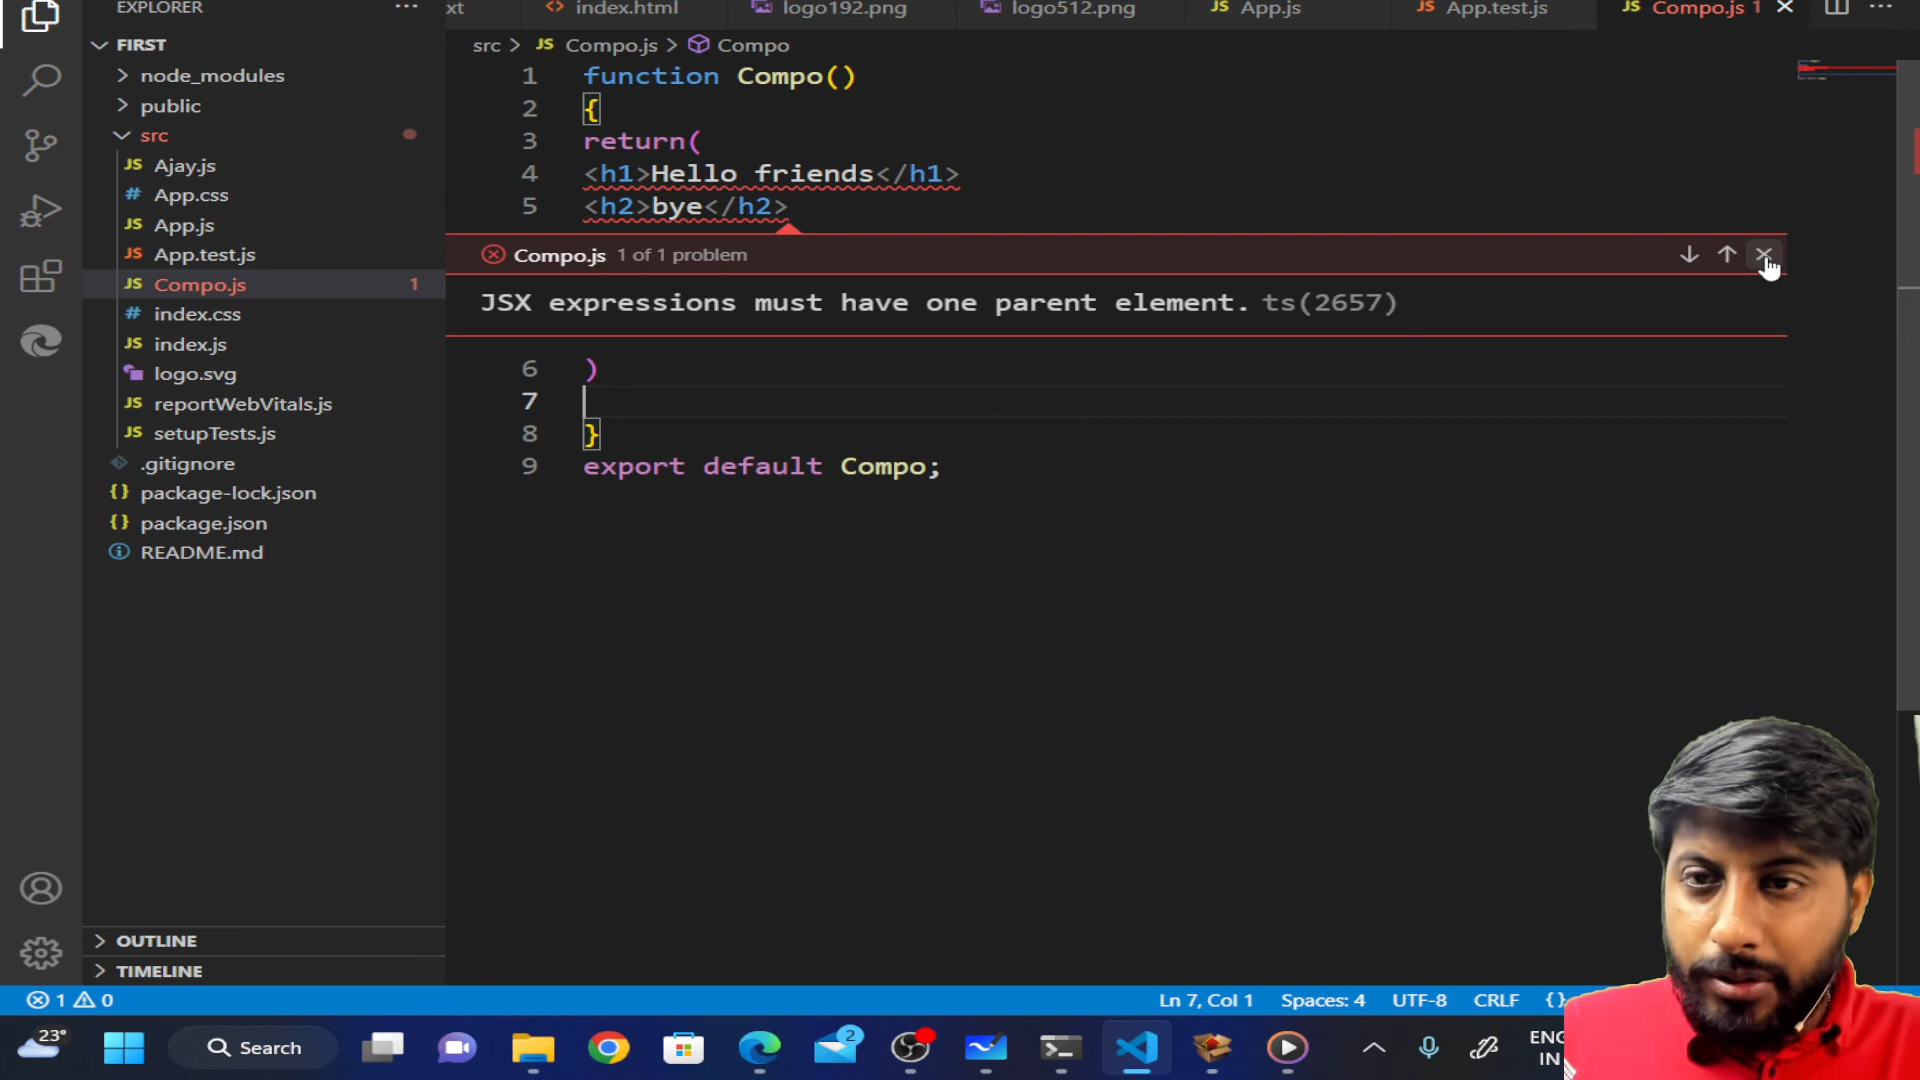 EXPLORER
FIRST
node_modules
public
src
Ajay.js
App.css
App.js
App.test.js
Compo.js 1
index.css
index.js
logo.svg
reportWebVitals.js
setupTests.js
.gitignore
package-lock.json
package.json
README.md
OUTLINE
TIMELINE
xt index.html logo192.png logo512.png App.js App.test.js Compo.js 1
src > JS Compo.js > Compo
1 function Compo()
2 {
3 return(
4 <h1>Hello friends</h1>
5 <h2>bye</h2>
Compo.js 1 of 1 problem
JSX expressions must have one parent element. ts(2657)
6 )
7
8 }
9 export default Compo;
1 0 Ln 7, Col 1 Spaces: 4 UTF-8 CRLF {}
23° Search 2 ENG
IN